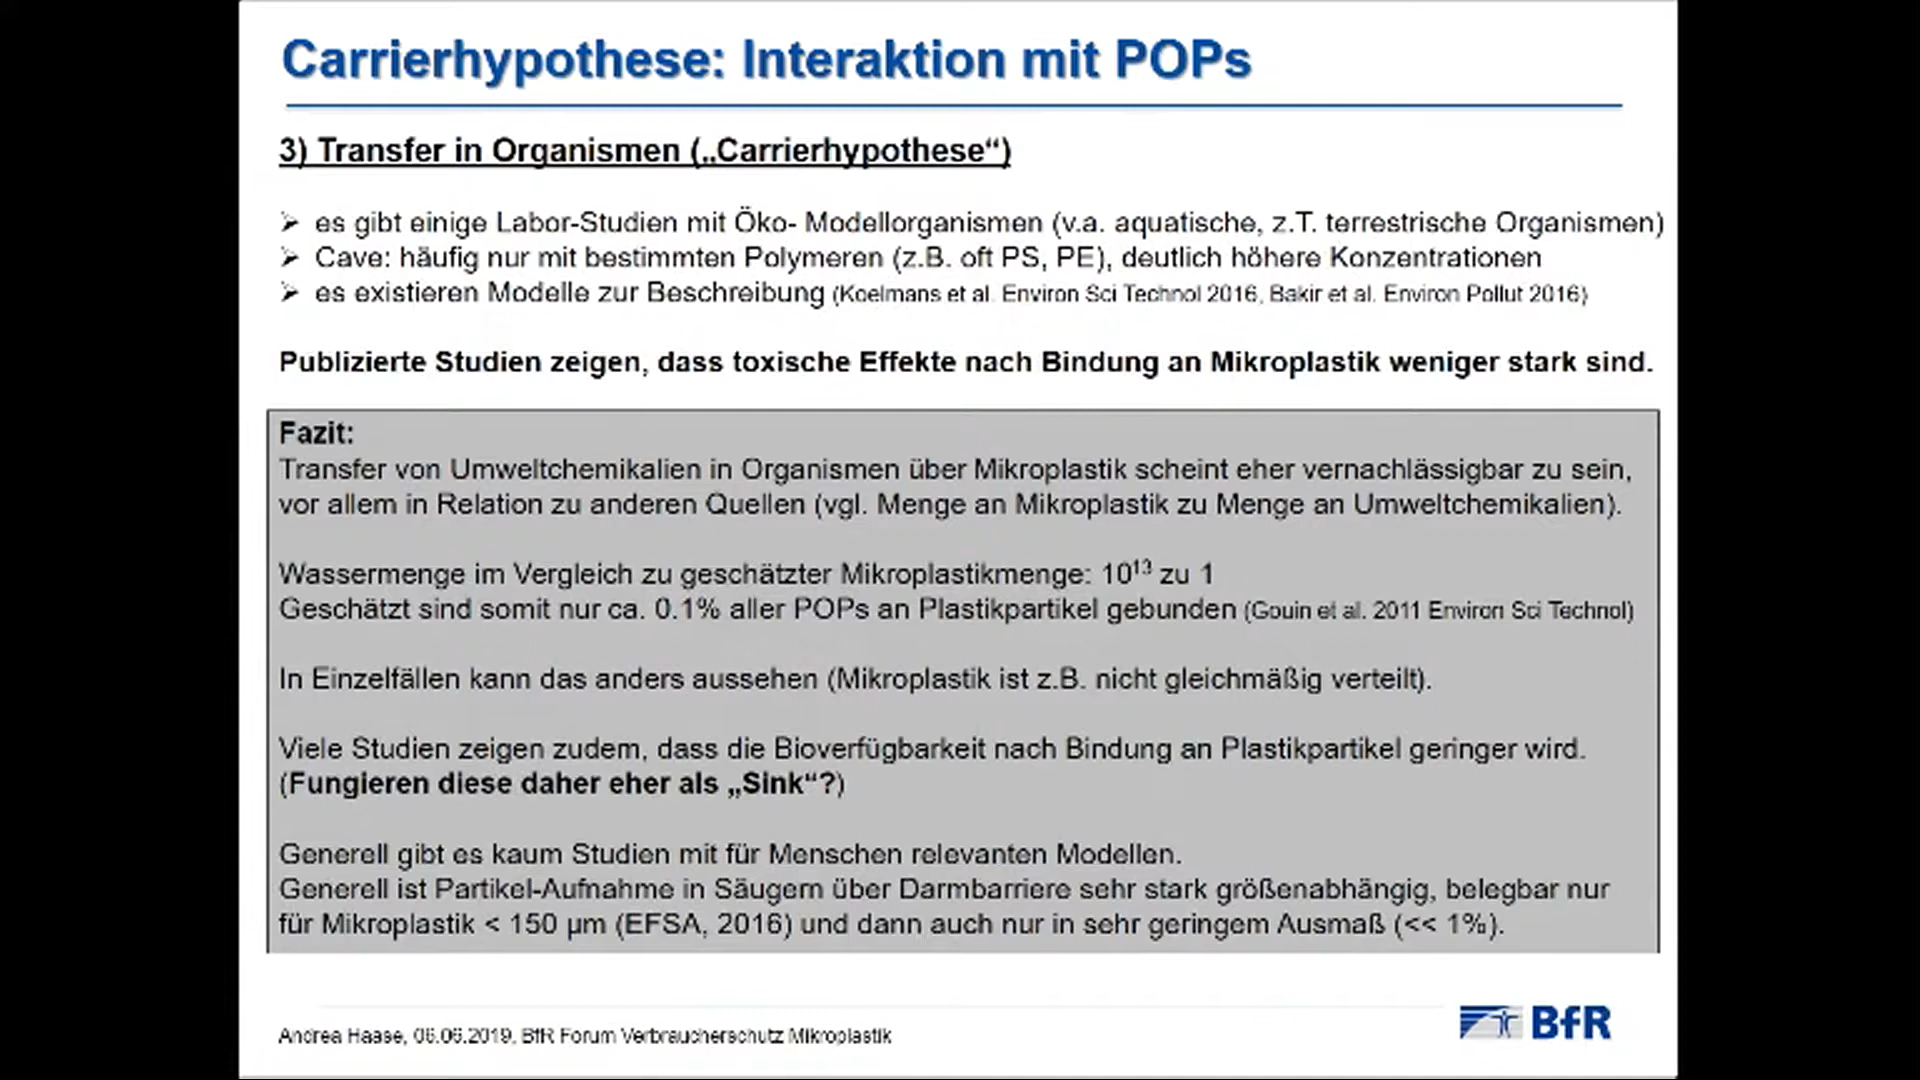 Carrierhypothese: Interaktion mit POPs
3) Transfer in Organismen („Carrierhypothese“)
➢ es gibt einige Labor-Studien mit Öko- Modellorganismen (v.a. aquatische, z.T. terrestrische Organismen)
➢ Cave: häufig nur mit bestimmten Polymeren (z.B. oft PS, PE), deutlich höhere Konzentrationen
➢ es existieren Modelle zur Beschreibung (Koelmans et al. Environ Sci Technol 2016, Bakir et al. Environ Pollut 2016)
Publizierte Studien zeigen, dass toxische Effekte nach Bindung an Mikroplastik weniger stark sind.
Fazit:
Transfer von Umweltchemikalien in Organismen über Mikroplastik scheint eher vernachlässigbar zu sein,
vor allem in Relation zu anderen Quellen (vgl. Menge an Mikroplastik zu Menge an Umweltchemikalien).
Wassermenge im Vergleich zu geschätzter Mikroplastikmenge: 10¹³ zu 1
Geschätzt sind somit nur ca. 0.1% aller POPs an Plastikpartikel gebunden (Gouin et al. 2011 Environ Sci Technol)
In Einzelfällen kann das anders aussehen (Mikroplastik ist z.B. nicht gleichmäßig verteilt).
Viele Studien zeigen zudem, dass die Bioverfügbarkeit nach Bindung an Plastikpartikel geringer wird.
(Fungieren diese daher eher als „Sink“?)
Generell gibt es kaum Studien mit für Menschen relevanten Modellen.
Generell ist Partikel-Aufnahme in Säugern über Darmbarriere sehr stark größenabhängig, belegbar nur
für Mikroplastik < 150 µm (EFSA, 2016) und dann auch nur in sehr geringem Ausmaß (<< 1%).
Andrea Haase, 06.06.2019, BfR Forum Verbraucherschutz Mikroplastik
BfR